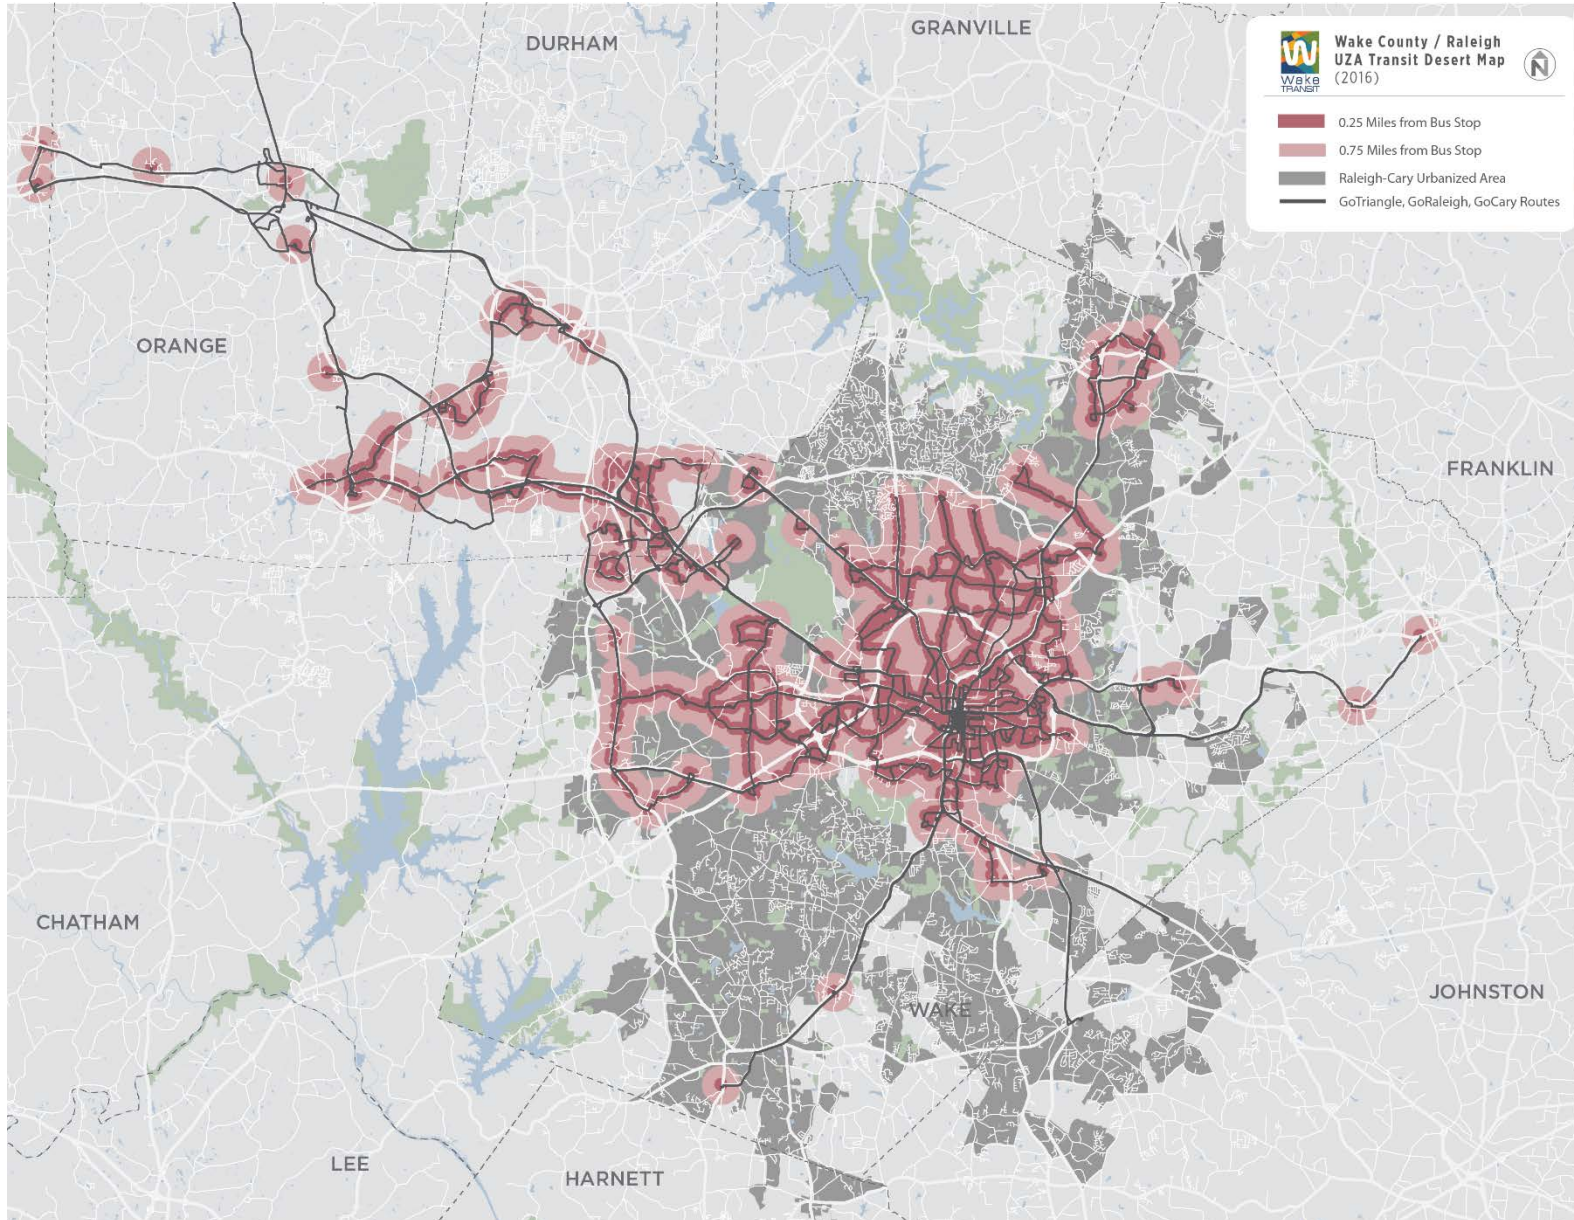 DURHAM
GRANVILLE
Wake
TRANSIT
Wake County / Raleigh
UZA Transit Desert Map
(2016)
N
0.25 Miles from Bus Stop
0.75 Miles from Bus Stop
Raleigh-Cary Urbanized Area
GoTriangle, GoRaleigh, GoCary Routes
ORANGE
FRANKLIN
CHATHAM
WAKE
JOHNSTON
LEE
HARNETT